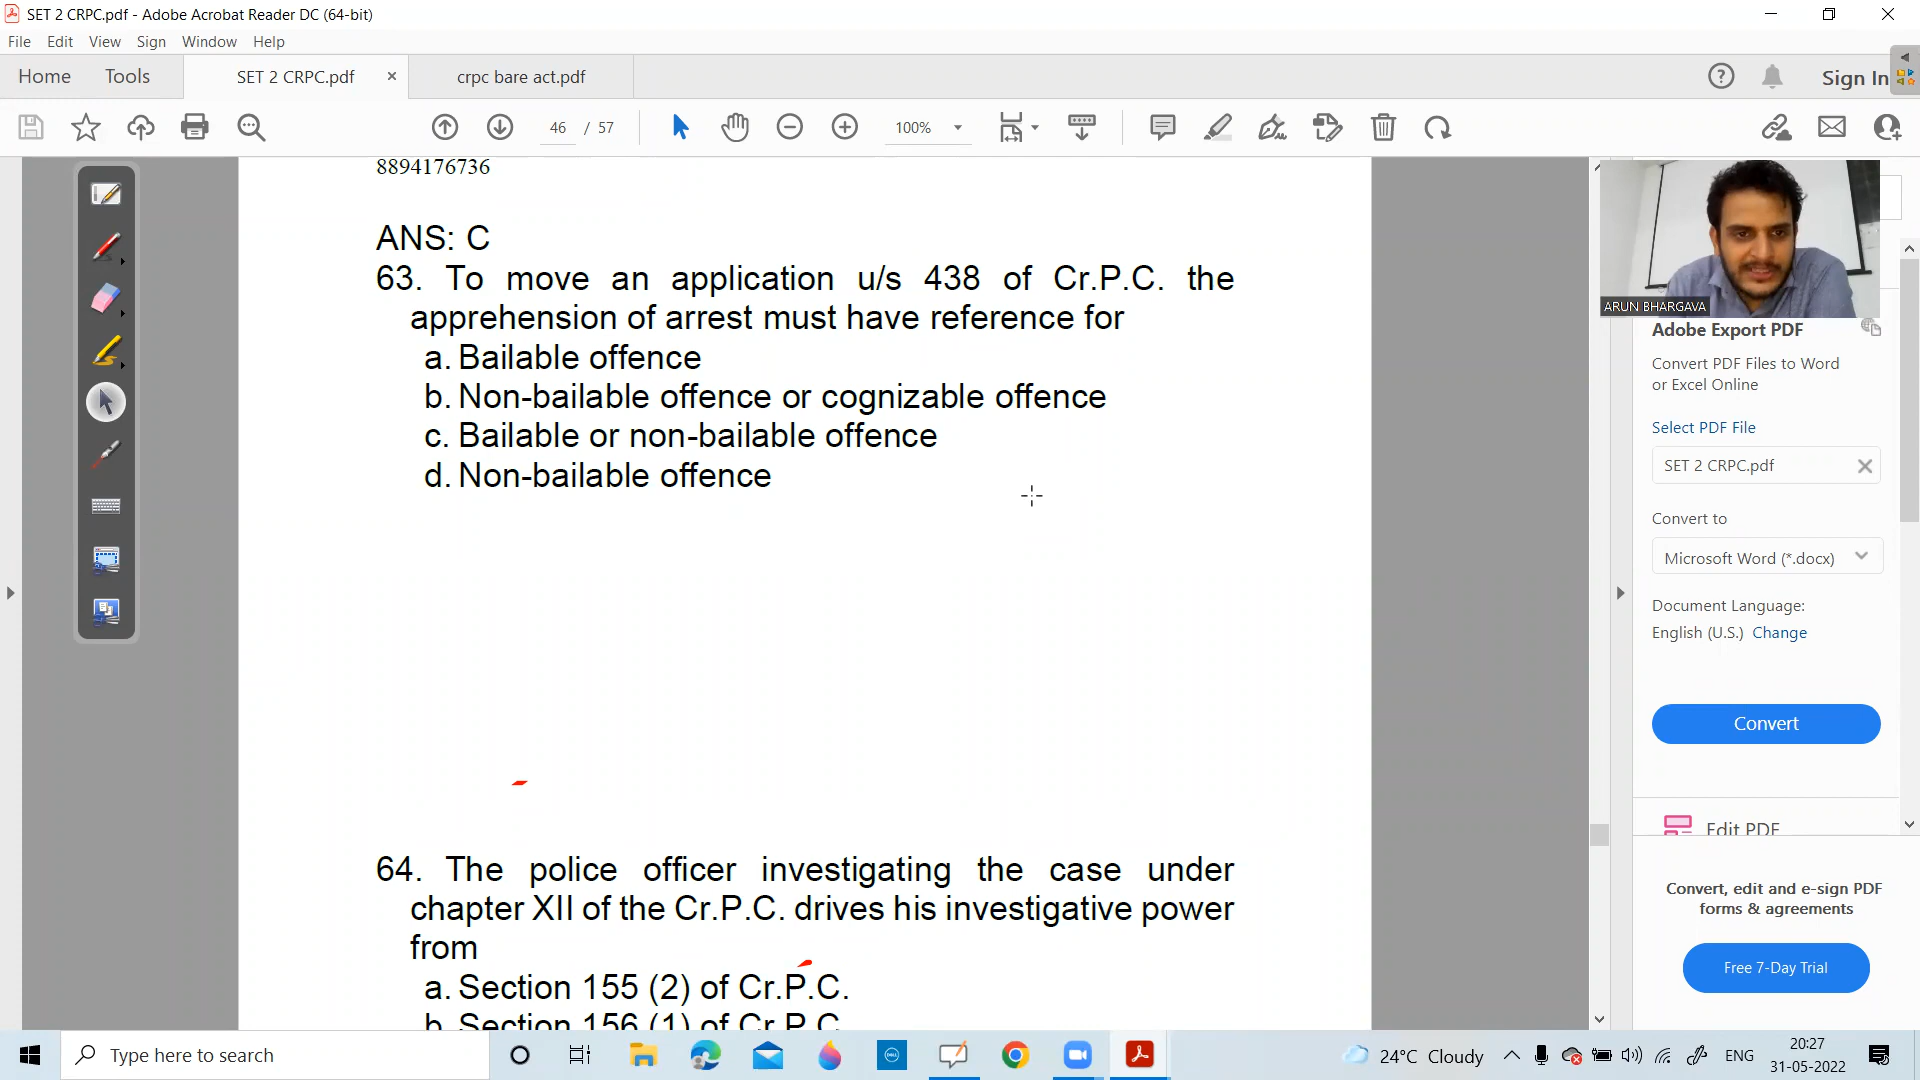 SET 2 CRPC.pdf - Adobe Acrobat Reader DC (64-bit)
File Edit View Sign Window Help
Home Tools SET 2 CRPC.pdf × crpc bare act.pdf Sign In
46 / 57 100%
8894176736
ANS: C
63. To move an application u/s 438 of Cr.P.C. the
apprehension of arrest must have reference for
a. Bailable offence
b. Non-bailable offence or cognizable offence
c. Bailable or non-bailable offence
d. Non-bailable offence
64. The police officer investigating the case under
chapter XII of the Cr.P.C. drives his investigative power
from
a. Section 155 (2) of Cr.P.C.
b. Section 156 (1) of Cr.P.C.
ARUN BHARGAVA
Adobe Export PDF
Convert PDF Files to Word
or Excel Online
Select PDF File
SET 2 CRPC.pdf
Convert to
Microsoft Word (*.docx)
Document Language:
English (U.S.) Change
Convert
Edit PDF
Convert, edit and e-sign PDF
forms & agreements
Free 7-Day Trial
Type here to search
DELL
24°C Cloudy
ENG
20:27
31-05-2022